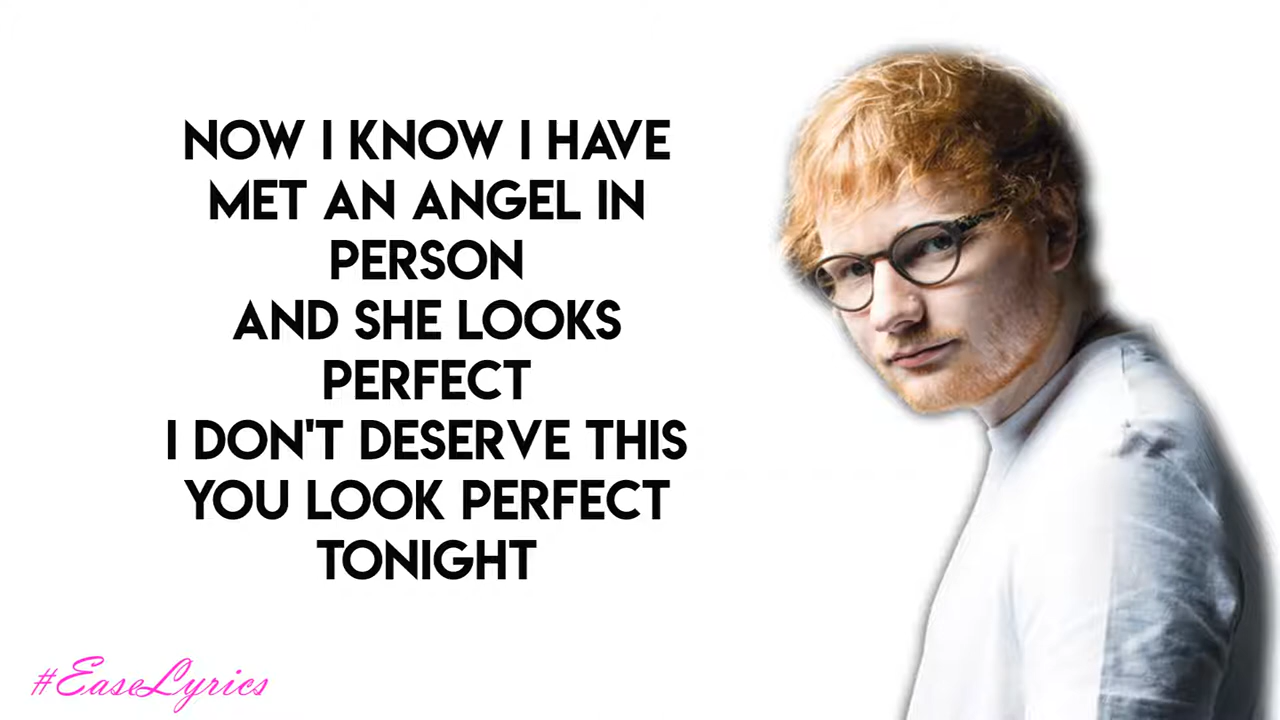 NOW I KNOW I HAVE
MET AN ANGEL IN
PERSON
AND SHE LOOKS
PERFECT
I DON'T DESERVE THIS
YOU LOOK PERFECT
TONIGHT
#EaseLyrics